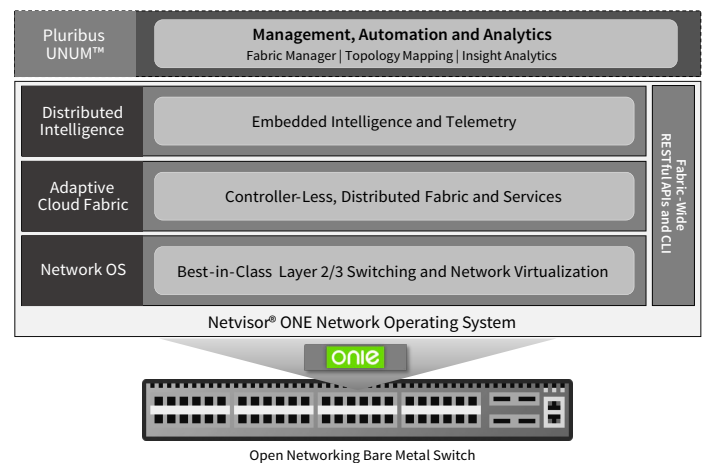 Pluribus
UNUM™
Management, Automation and Analytics
Fabric Manager | Topology Mapping | Insight Analytics
Distributed
Intelligence
Embedded Intelligence and Telemetry
Adaptive
Cloud Fabric
Controller-Less, Distributed Fabric and Services
Network OS
Best-in-Class Layer 2/3 Switching and Network Virtualization
Fabric-Wide
RESTful APIs and CLI
Netvisor® ONE Network Operating System
onie
Open Networking Bare Metal Switch